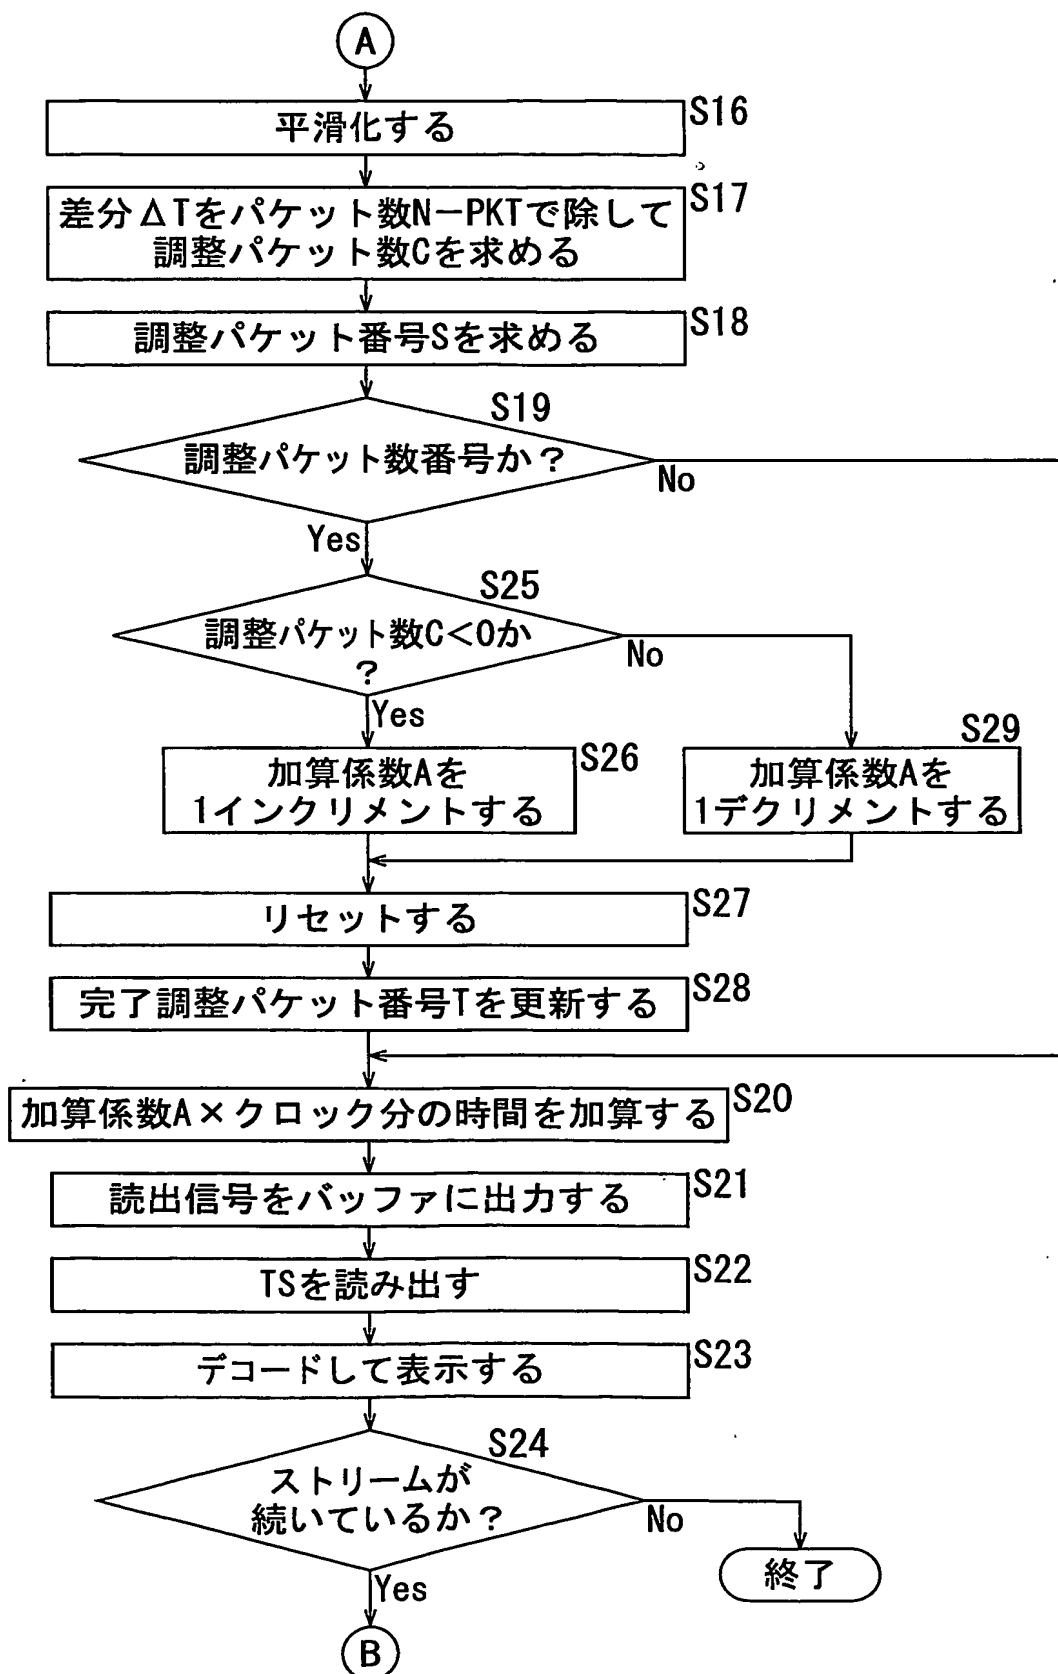 A
平滑化する
S16
差分ΔTをパケット数N−PKTで除して
調整パケット数Cを求める
S17
調整パケット番号Sを求める
S18
S19
調整パケット数番号か？
No
Yes
S25
調整パケット数C<0か
？
No
Yes
加算係数Aを
1インクリメントする
S26
S29
加算係数Aを
1デクリメントする
リセットする
S27
完了調整パケット番号Tを更新する
S28
加算係数A×クロック分の時間を加算する
S20
読出信号をバッファに出力する
S21
TSを読み出す
S22
デコードして表示する
S23
S24
ストリームが
続いているか？
No
終了
Yes
B